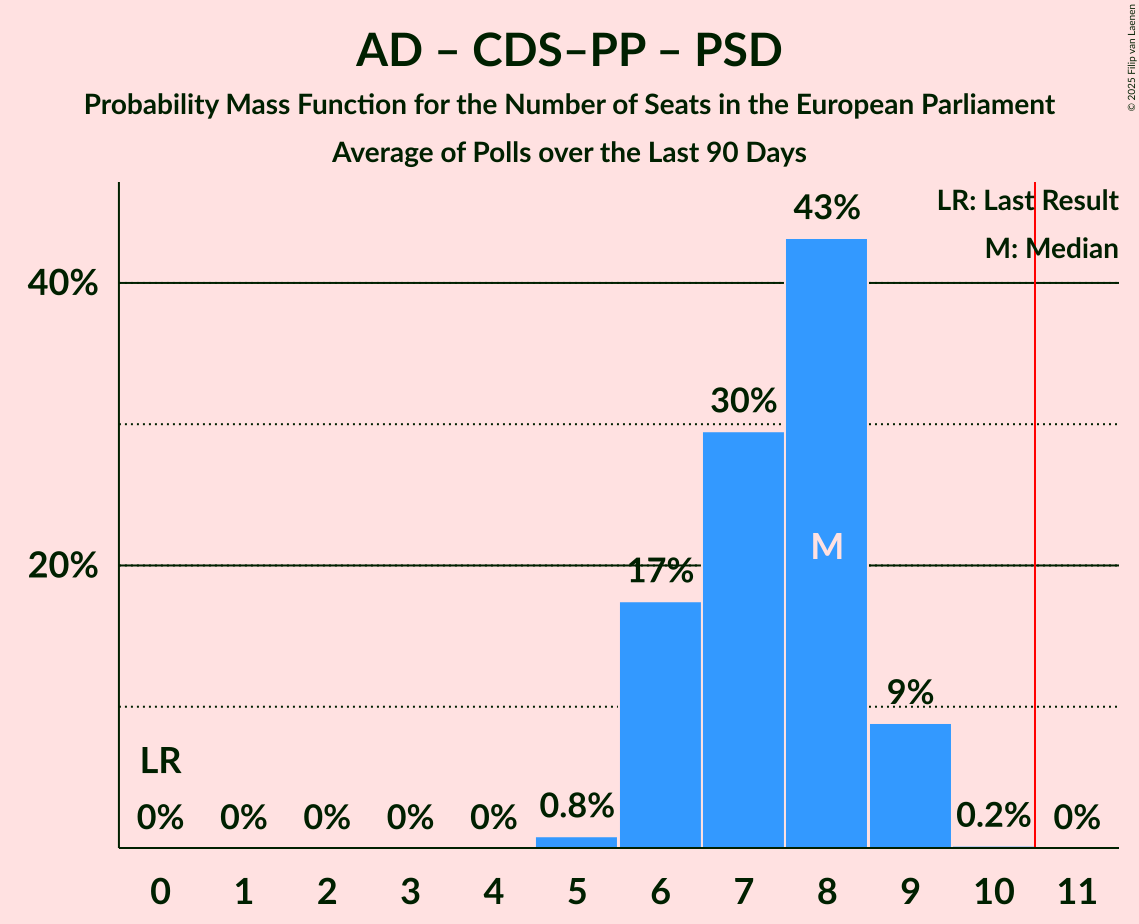 AD – CDS–PP – PSD
Probability Mass Function for the Number of Seats in the European Parliament
Average of Polls over the Last 90 Days
© 2025 Filip van Laenen
LR: Last Result
M: Median
43%
40%
30%
M
20%
17%
9%
LR
0% 0% 0% 0% 0% 0.8% 0.2% 0%
0 1 2 3 4 5 6 7 8 9 10 11